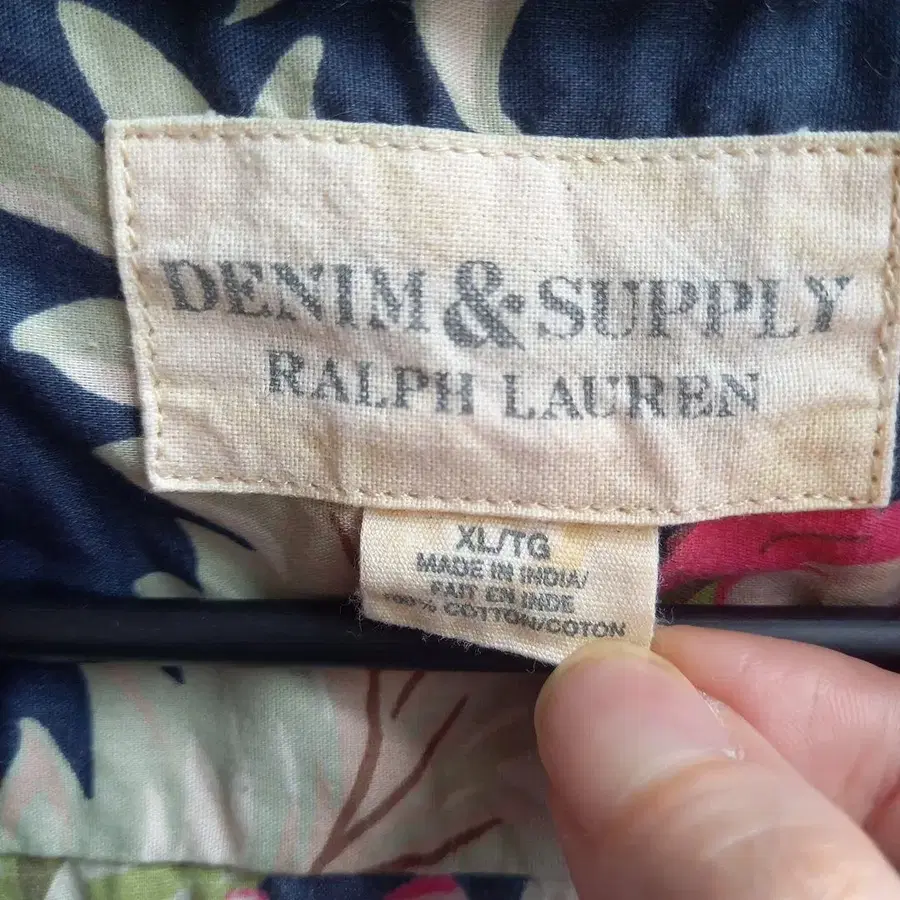 DENIM & SUPPLY
RALPH LAUREN
XL/TG
MADE IN INDIA/
FAIT EN INDE
100% COTTON/COTON